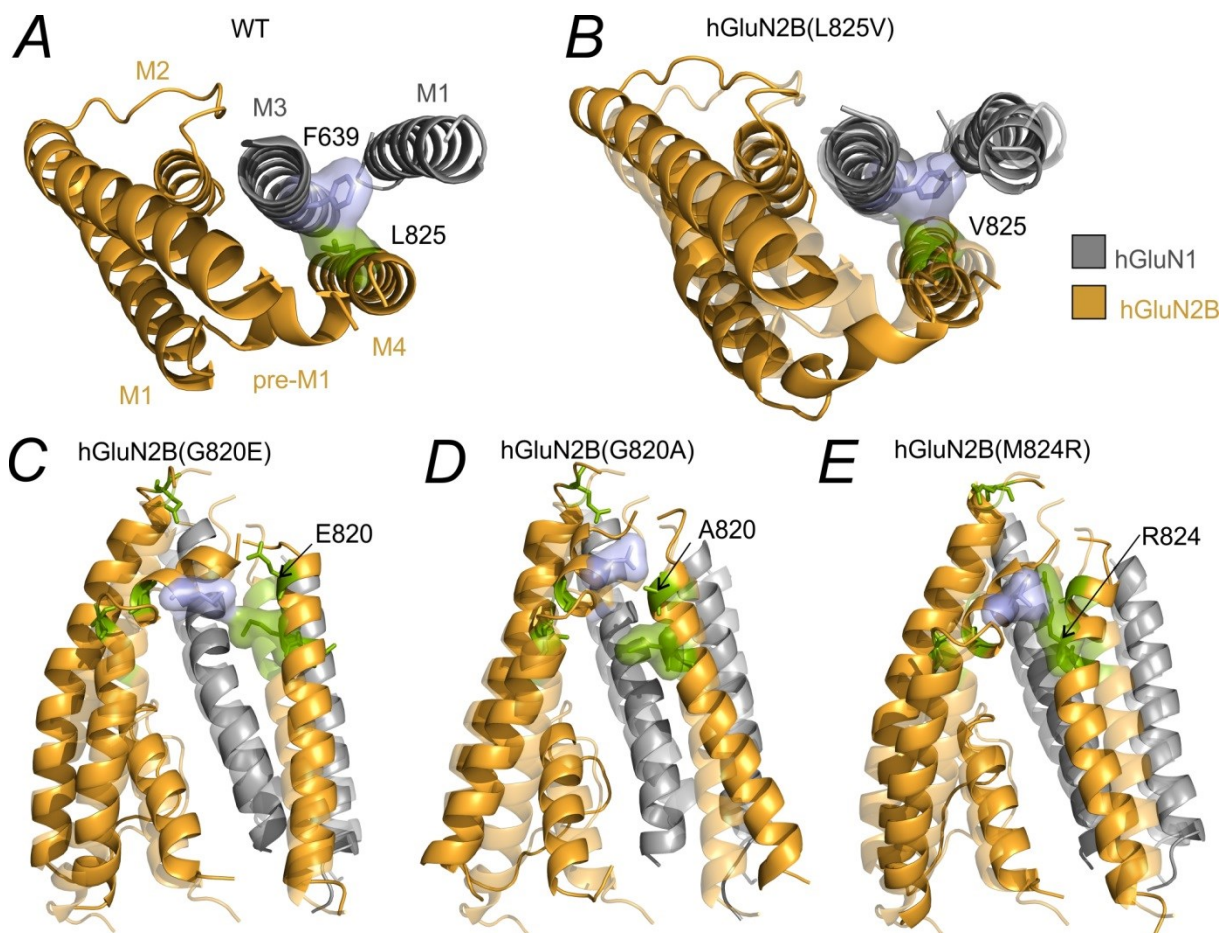 A
WT
M2
M3
M1
F639
L825
M4
pre-M1
M1
B
hGluN2B(L825V)
V825
hGluN1
hGluN2B
C
hGluN2B(G820E)
E820
D
hGluN2B(G820A)
A820
E
hGluN2B(M824R)
R824